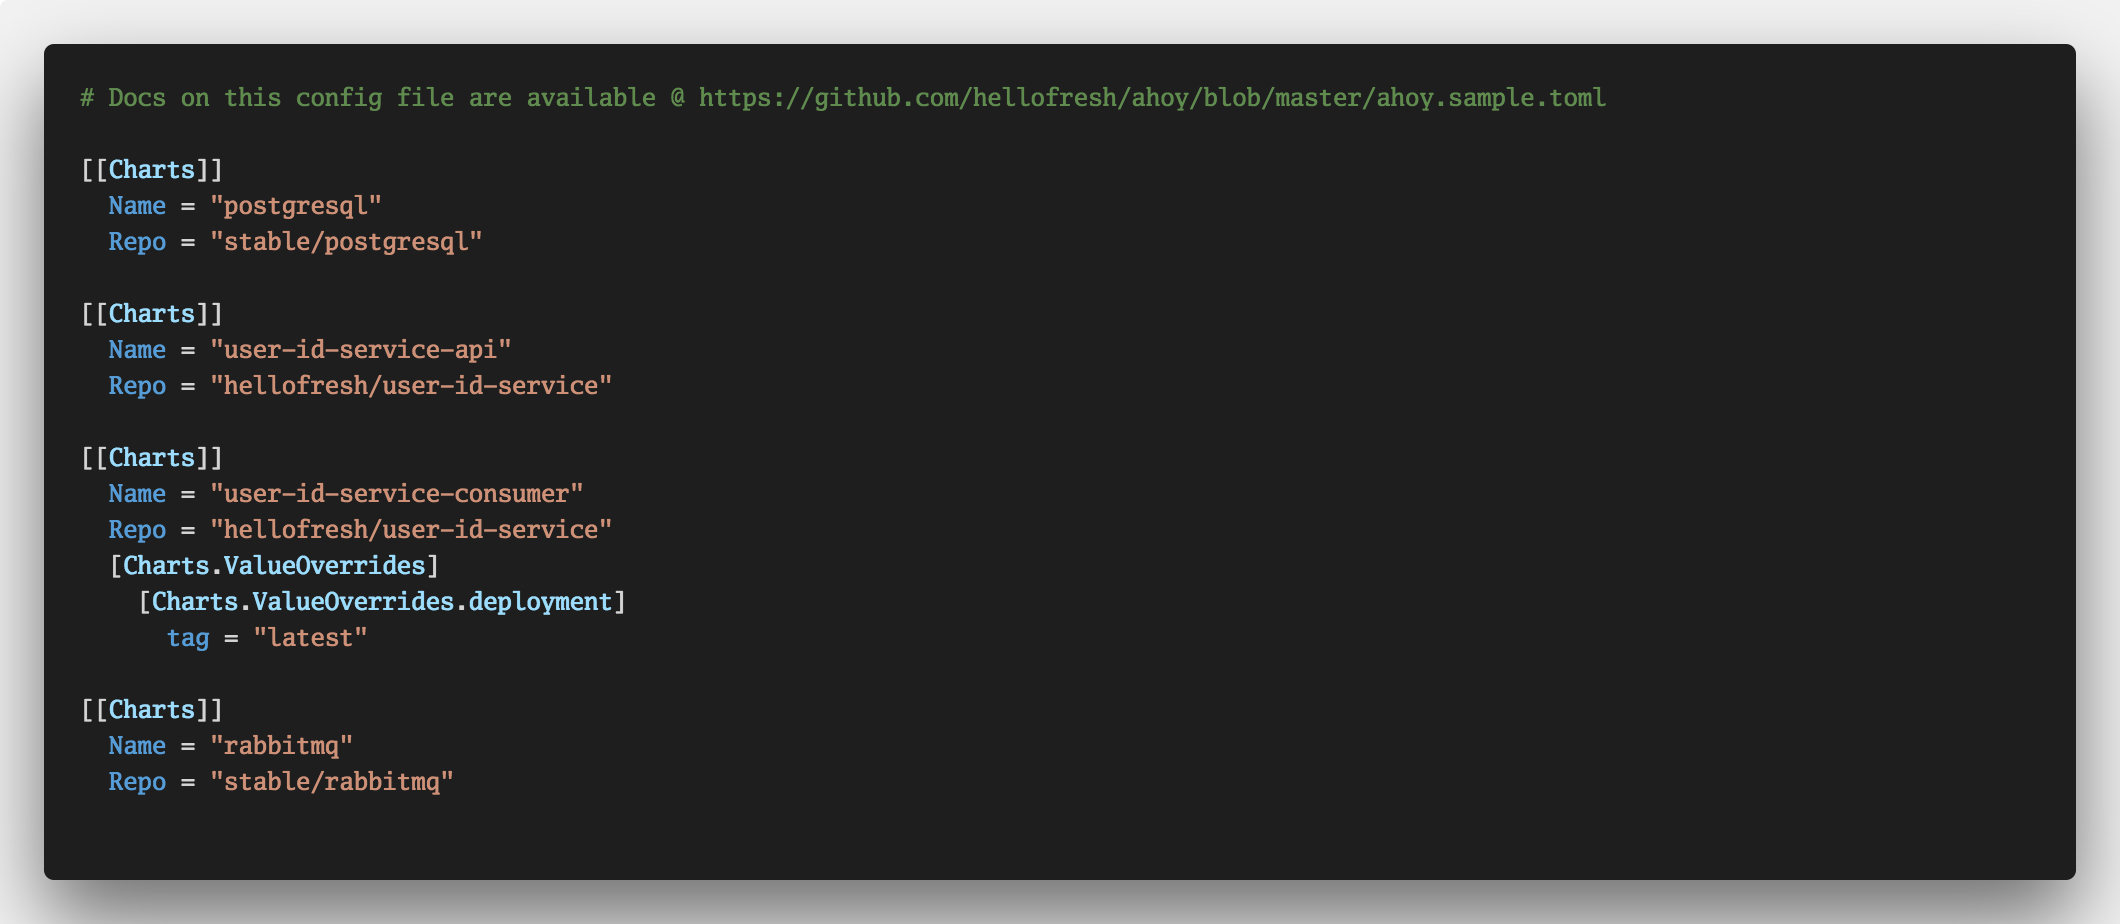 # Docs on this config file are available @ https://github.com/hellofresh/ahoy/blob/master/ahoy.sample.toml

[[Charts]]
  Name = "postgresql"
  Repo = "stable/postgresql"

[[Charts]]
  Name = "user-id-service-api"
  Repo = "hellofresh/user-id-service"

[[Charts]]
  Name = "user-id-service-consumer"
  Repo = "hellofresh/user-id-service"
  [Charts.ValueOverrides]
    [Charts.ValueOverrides.deployment]
      tag = "latest"

[[Charts]]
  Name = "rabbitmq"
  Repo = "stable/rabbitmq"